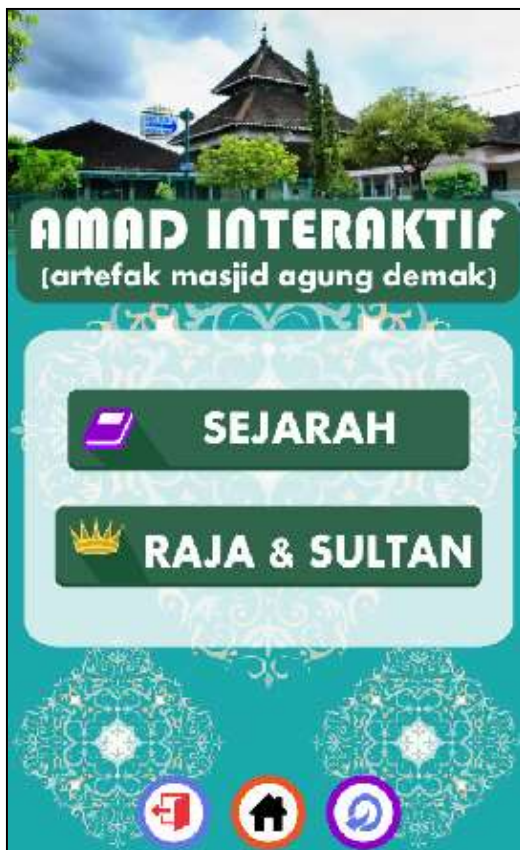 AMAD INTERAKTIF
(artefak masjid agung demak)
SEJARAH
RAJA & SULTAN